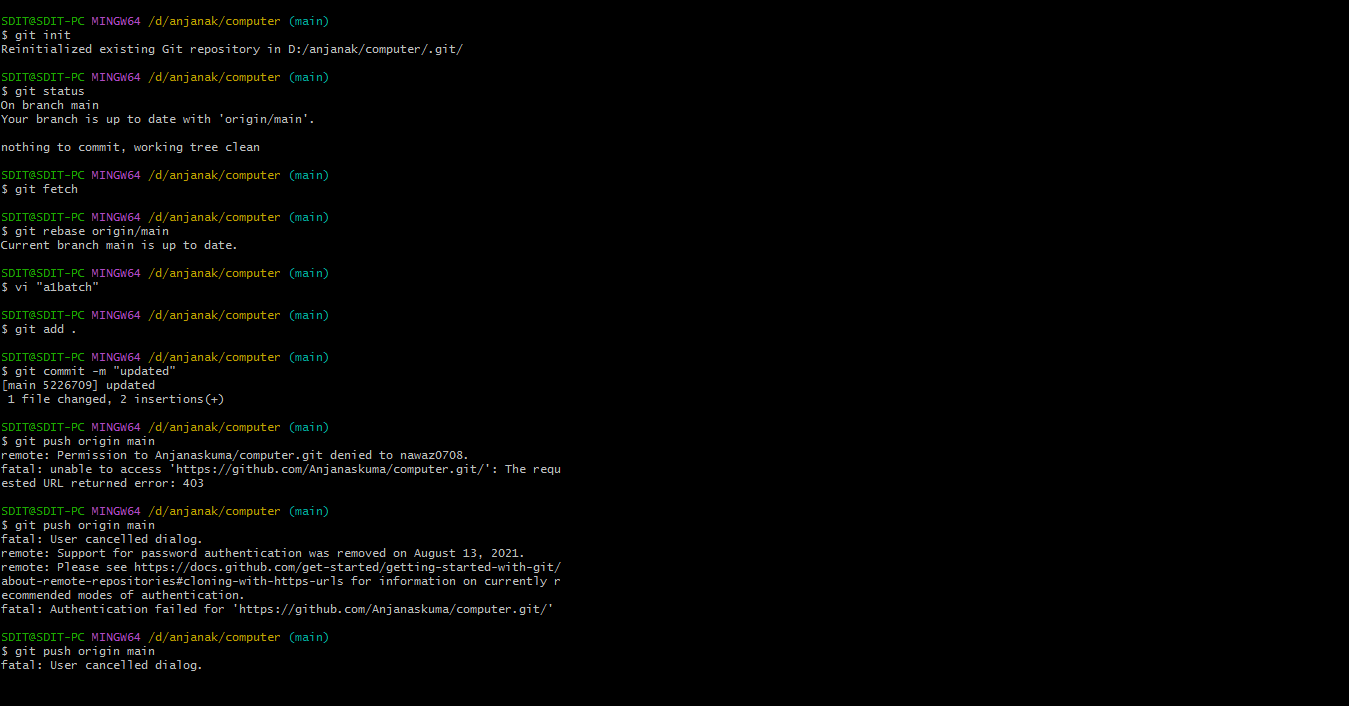 SDIT@SDIT-PC MINGW64 /d/anjanak/computer (main)
$ git init
Reinitialized existing Git repository in D:/anjanak/computer/.git/
SDIT@SDIT-PC MINGW64 /d/anjanak/computer (main)
$ git status
On branch main
Your branch is up to date with 'origin/main'.
nothing to commit, working tree clean
SDIT@SDIT-PC MINGW64 /d/anjanak/computer (main)
$ git fetch
SDIT@SDIT-PC MINGW64 /d/anjanak/computer (main)
$ git rebase origin/main
Current branch main is up to date.
SDIT@SDIT-PC MINGW64 /d/anjanak/computer (main)
$ vi "a1batch"
SDIT@SDIT-PC MINGW64 /d/anjanak/computer (main)
$ git add .
SDIT@SDIT-PC MINGW64 /d/anjanak/computer (main)
$ git commit -m "updated"
[main 5226709] updated
 1 file changed, 2 insertions(+)
SDIT@SDIT-PC MINGW64 /d/anjanak/computer (main)
$ git push origin main
remote: Permission to Anjanaskuma/computer.git denied to nawaz0708.
fatal: unable to access 'https://github.com/Anjanaskuma/computer.git/': The requ
ested URL returned error: 403
SDIT@SDIT-PC MINGW64 /d/anjanak/computer (main)
$ git push origin main
fatal: User cancelled dialog.
remote: Support for password authentication was removed on August 13, 2021.
remote: Please see https://docs.github.com/get-started/getting-started-with-git/
about-remote-repositories#cloning-with-https-urls for information on currently r
ecommended modes of authentication.
fatal: Authentication failed for 'https://github.com/Anjanaskuma/computer.git/'
SDIT@SDIT-PC MINGW64 /d/anjanak/computer (main)
$ git push origin main
fatal: User cancelled dialog.